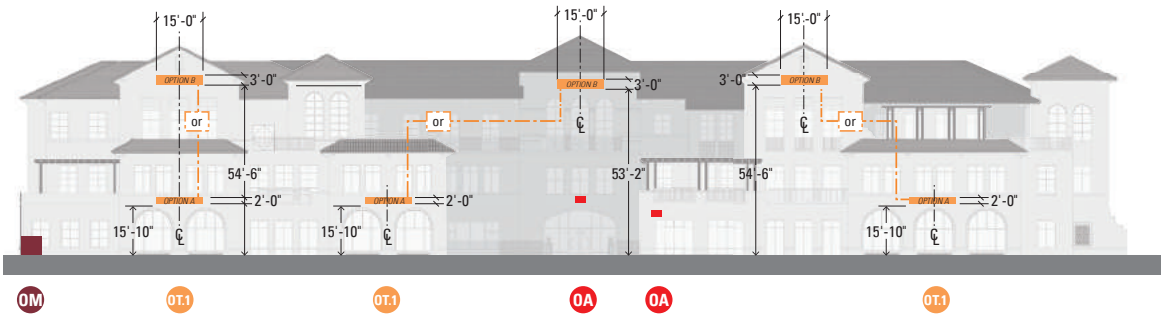 15'-0"
15'-0"
15'-0"
OPTION B
3'-0"
OPTION B
3'-0"
3'-0"
OPTION B
or
or
or
54'-6"
53'-2"
54'-6"
OPTION A
2'-0"
OPTION A
2'-0"
OPTION A
2'-0"
15'-10"
℄
15'-10"
℄
℄
℄
15'-10"
℄
OM
OT.1
OT.1
OA
OA
OT.1